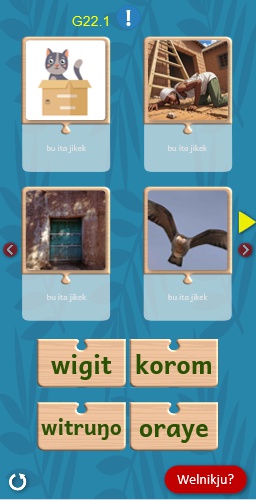 G22.1 !
bu ita jikek
bu ita jikek
bu ita jikek
bu ita jikek
wigit
korom
witruŋo
oraye
Welnikju?